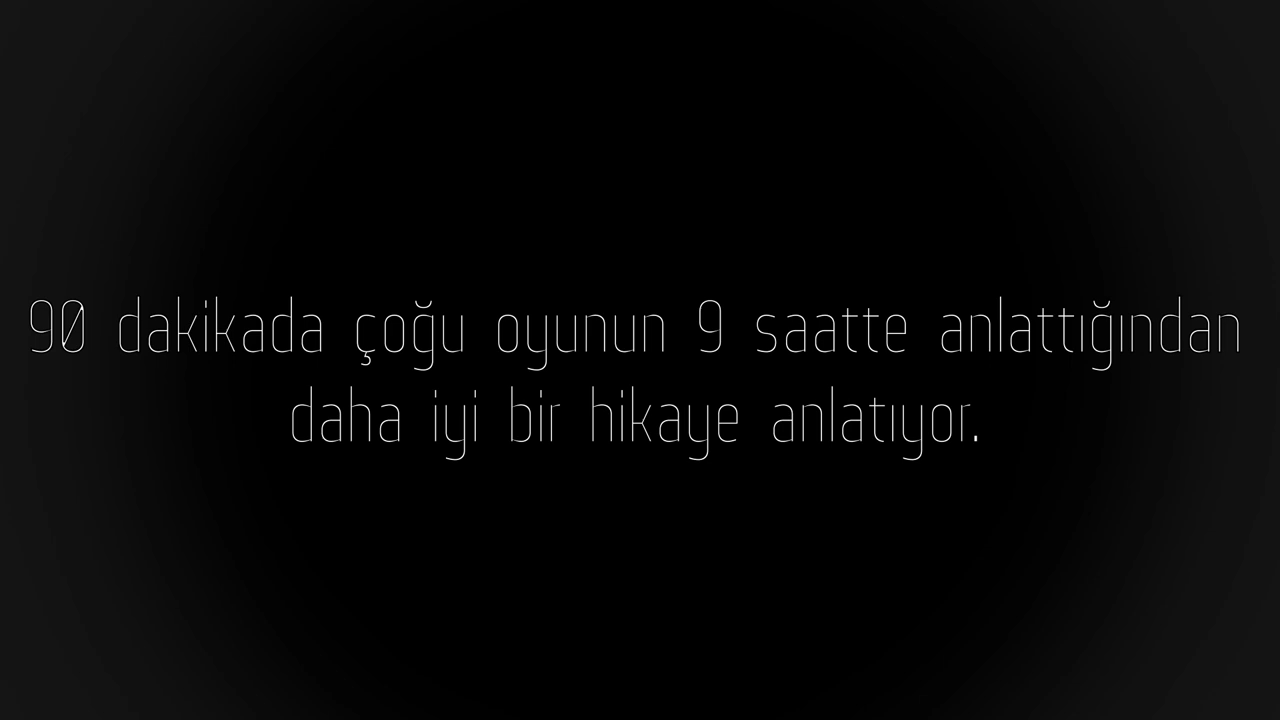 90 dakikada çoğu oyunun 9 saatte anlattığından
daha iyi bir hikaye anlatıyor.